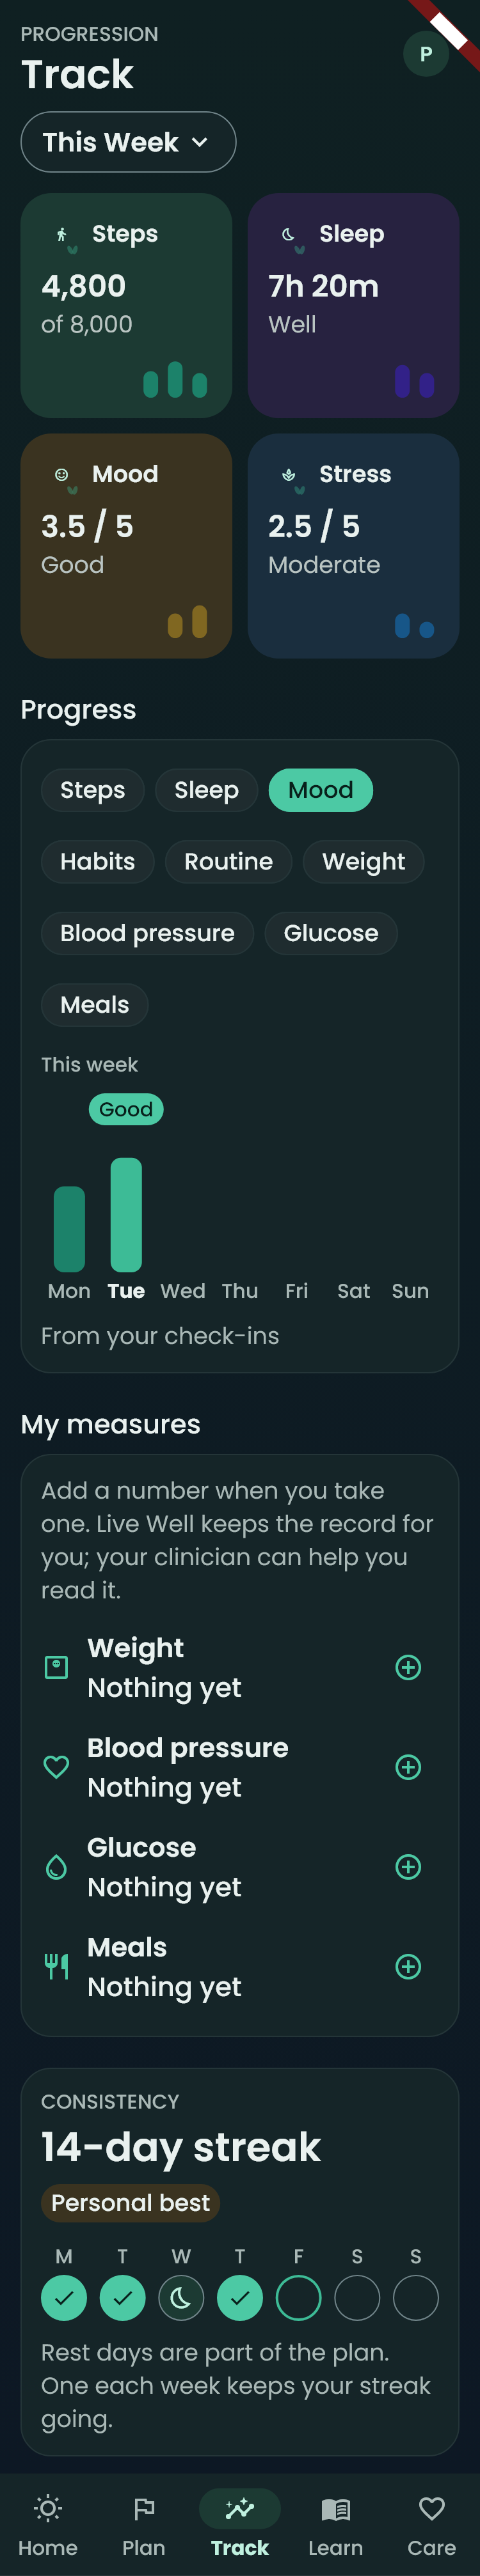 PROGRESSION
Track
P
This Week
Steps
4,800
of 8,000
Sleep
7h 20m
Well
Mood
3.5 / 5
Good
Stress
2.5 / 5
Moderate
Progress
Steps
Sleep
Mood
Habits
Routine
Weight
Blood pressure
Glucose
Meals
This week
Good
Mon Tue Wed Thu Fri Sat Sun
From your check-ins
My measures
Add a number when you take
one. Live Well keeps the record for
you; your clinician can help you
read it.
Weight
Nothing yet
Blood pressure
Nothing yet
Glucose
Nothing yet
Meals
Nothing yet
CONSISTENCY
14-day streak
Personal best
M T W T F S S
Rest days are part of the plan.
One each week keeps your streak
going.
Home Plan Track Learn Care